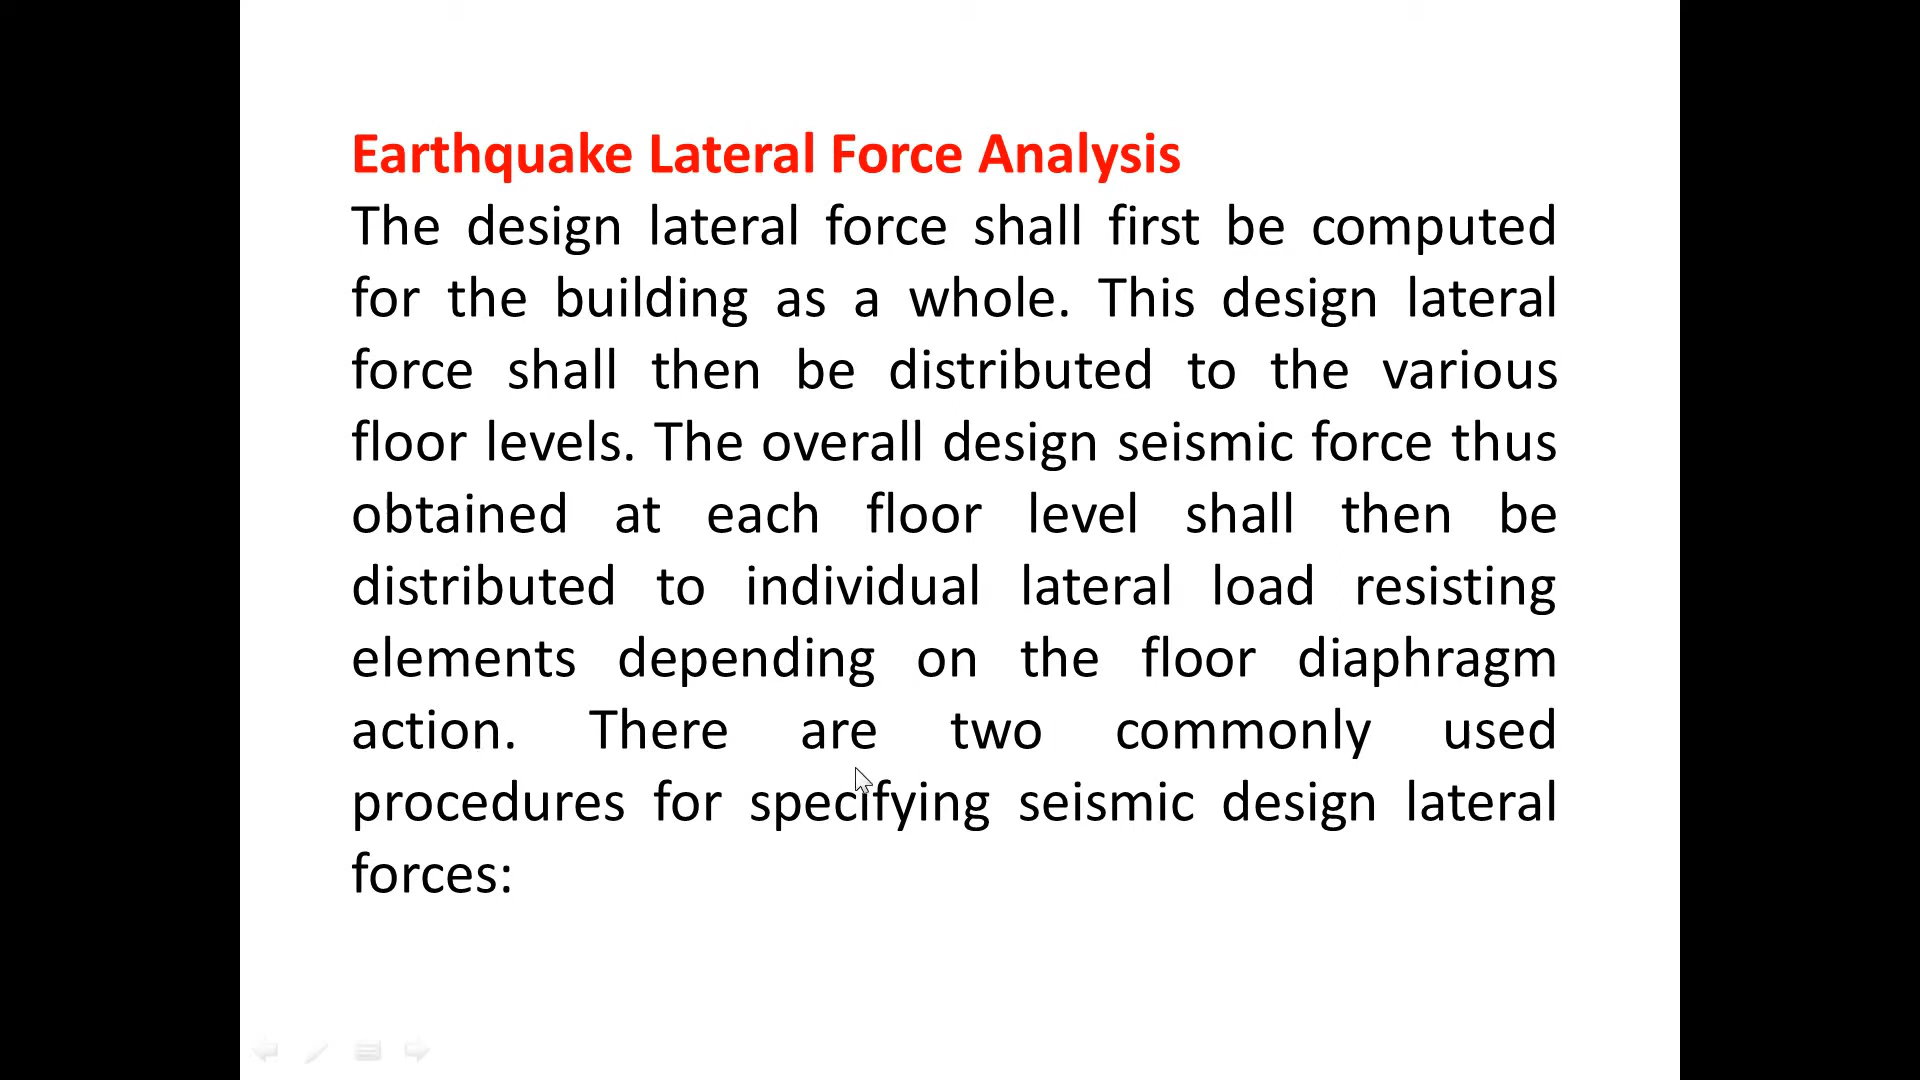 Earthquake Lateral Force Analysis
The design lateral force shall first be computed
for the building as a whole. This design lateral
force shall then be distributed to the various
floor levels. The overall design seismic force thus
obtained at each floor level shall then be
distributed to individual lateral load resisting
elements depending on the floor diaphragm
action. There are two commonly used
procedures for specifying seismic design lateral
forces: